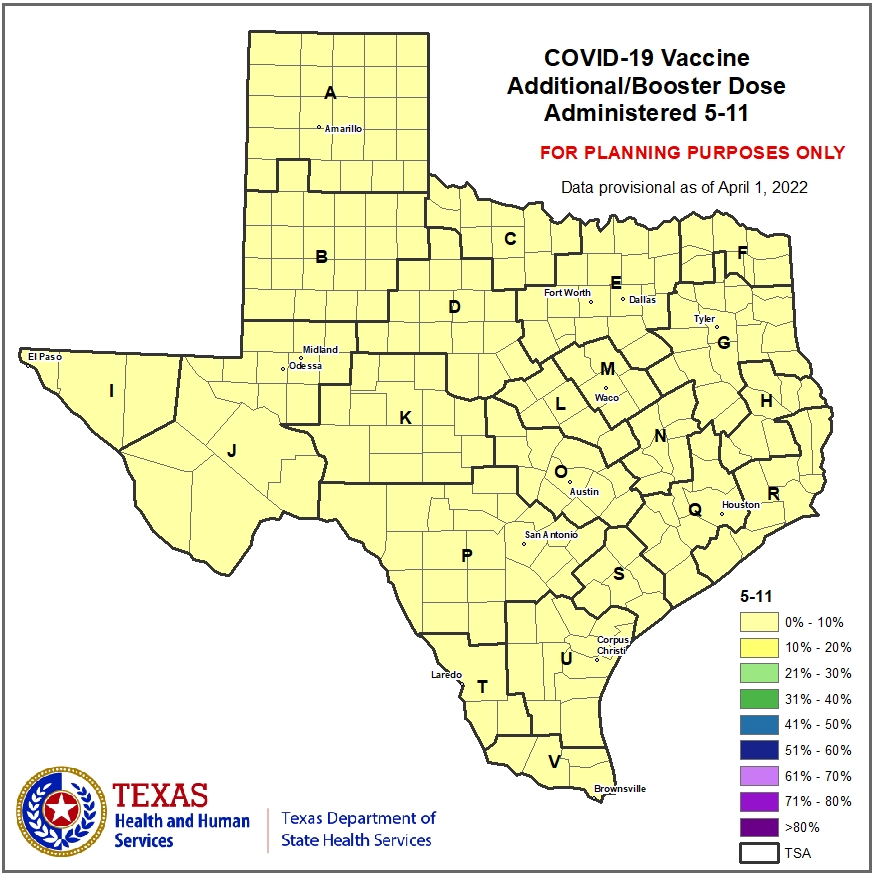 COVID-19 Vaccine
Additional/Booster Dose
Administered 5-11
FOR PLANNING PURPOSES ONLY
Data provisional as of April 1, 2022
A
Amarillo
B
C
D
E
Fort Worth
Dallas
F
Tyler
G
H
El Paso
I
Midland
Odessa
J
K
L
M
Waco
N
O
Austin
P
San Antonio
Q
Houston
R
S
Laredo
T
U
Corpus
Christi
V
Brownsville
5-11
0% - 10%
10% - 20%
21% - 30%
31% - 40%
41% - 50%
51% - 60%
61% - 70%
71% - 80%
>80%
TSA
TEXAS
Health and Human
Services
Texas Department of
State Health Services